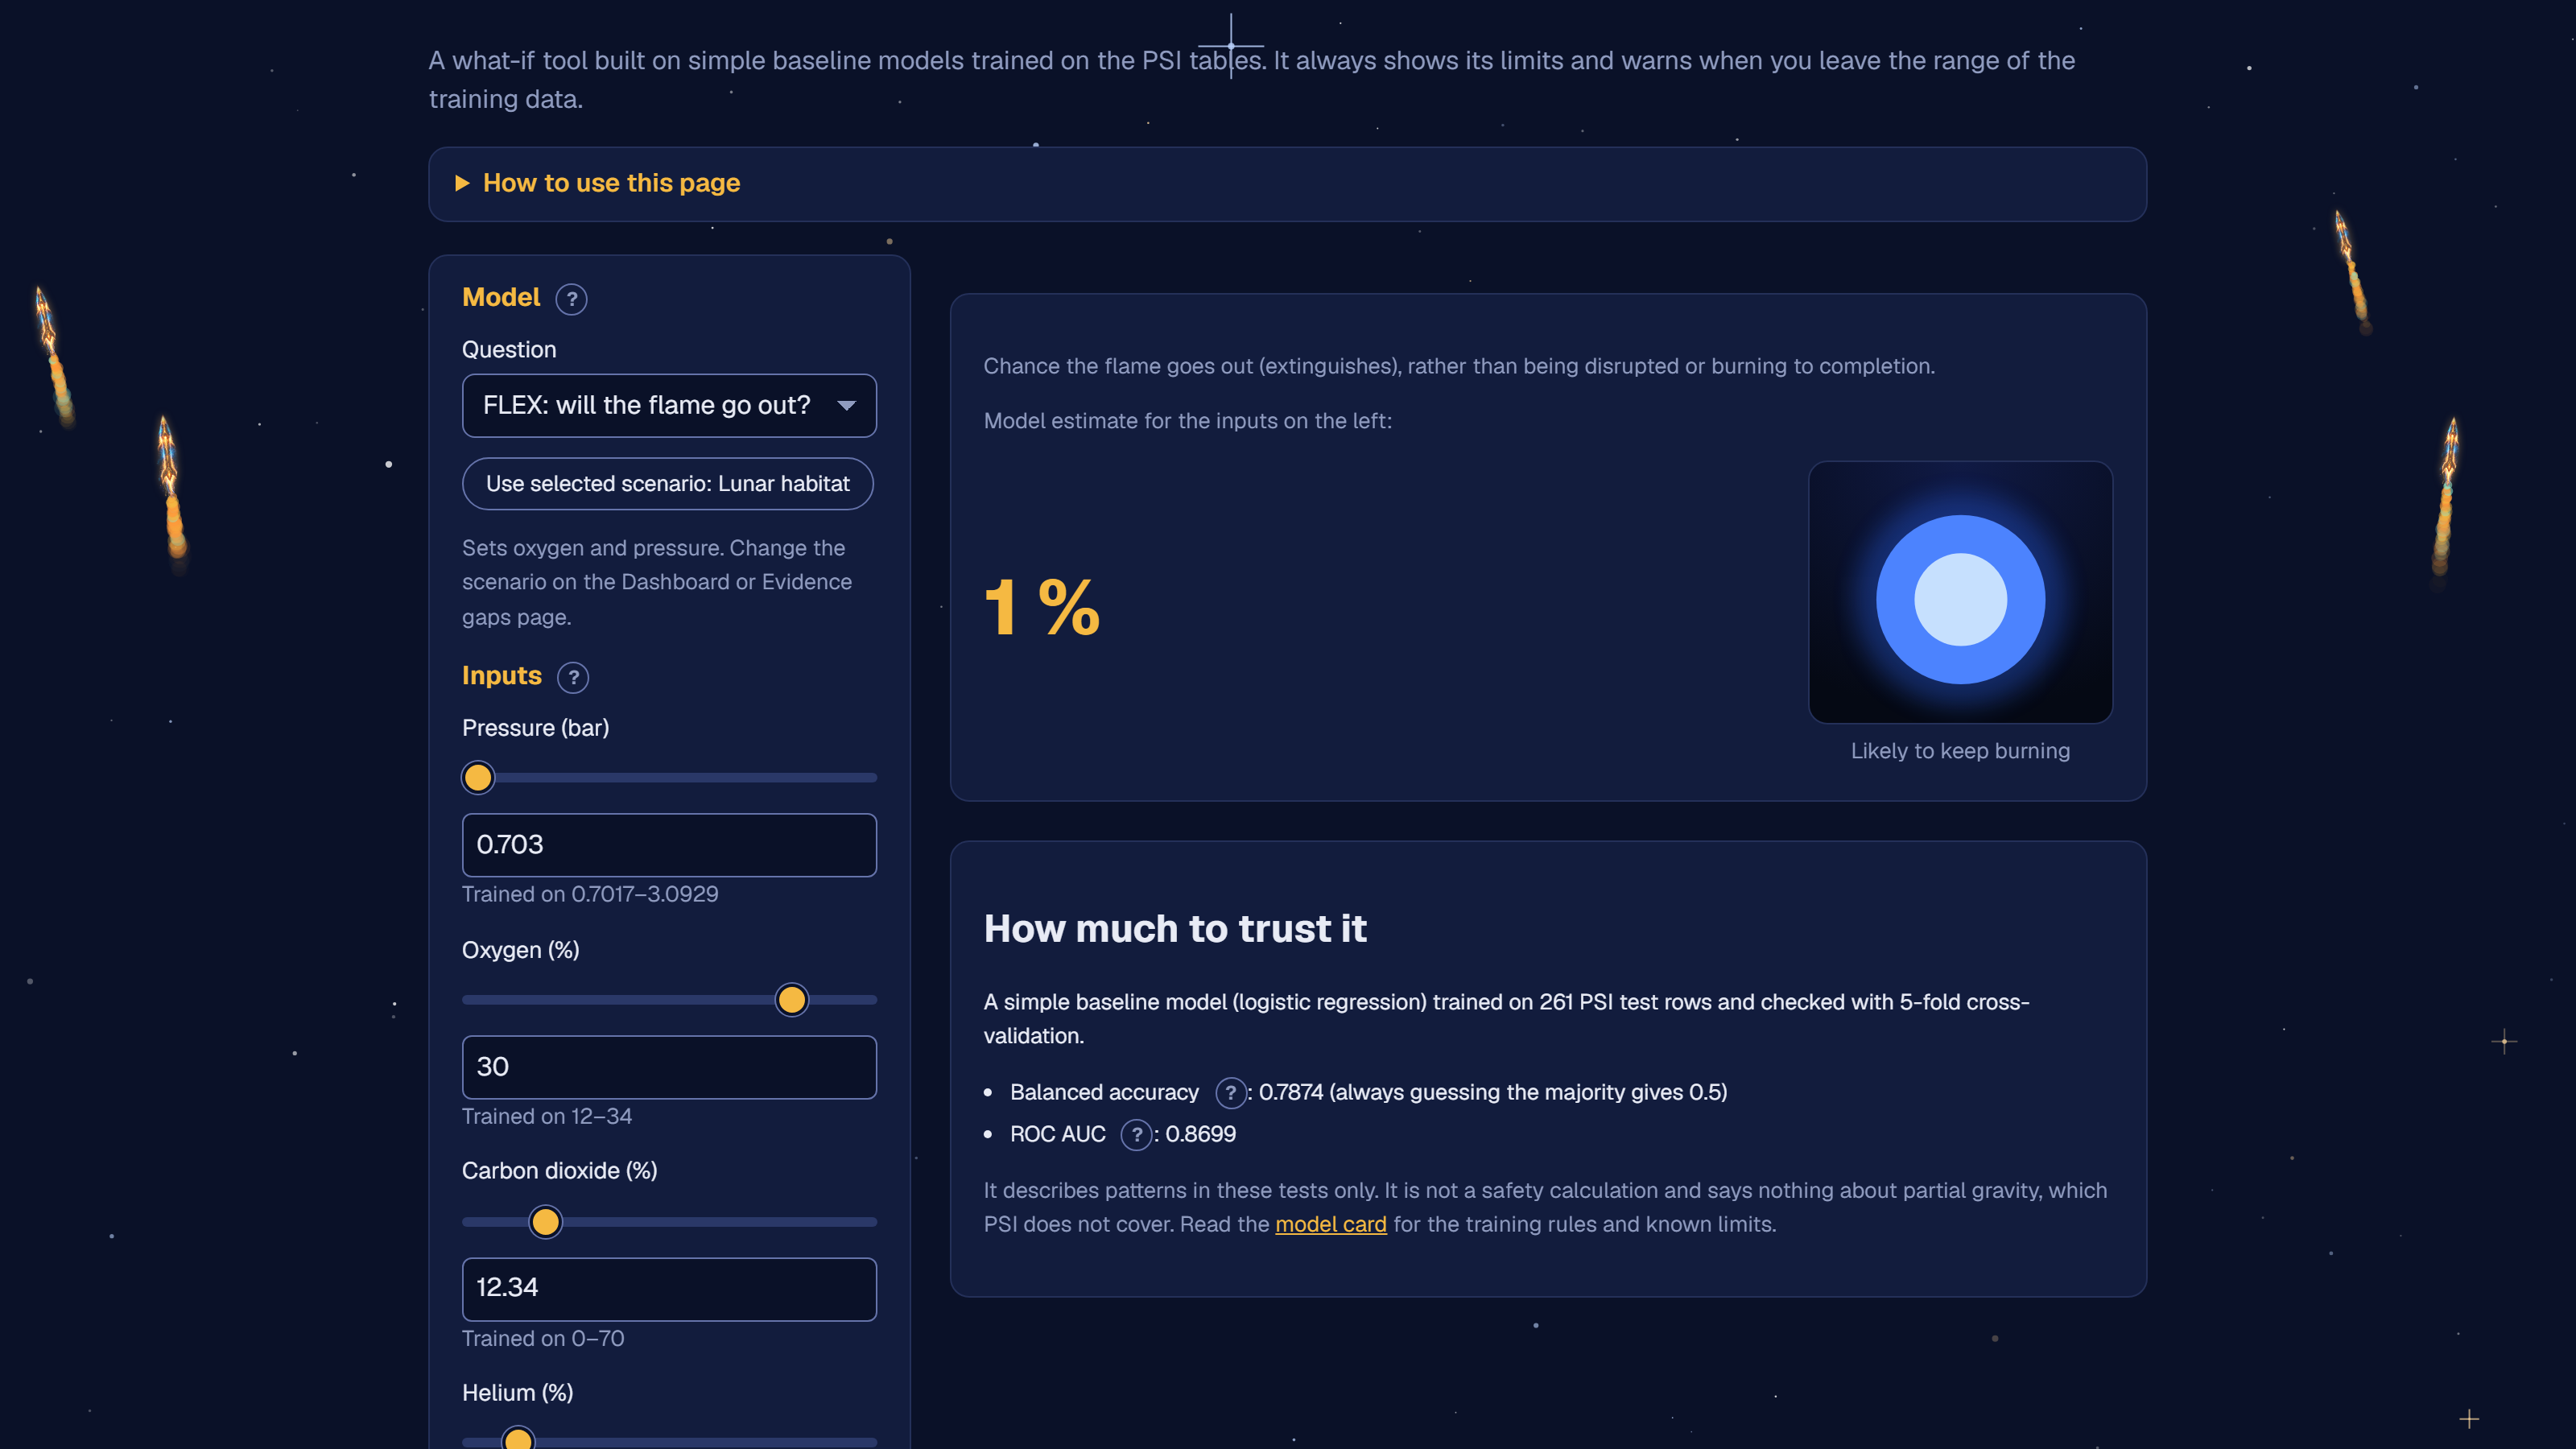 A what-if tool built on simple baseline models trained on the PSI tables. It always shows its limits and warns when you leave the range of the
training data.
How to use this page
Model ?
Question
FLEX: will the flame go out?
Use selected scenario: Lunar habitat
Sets oxygen and pressure. Change the
scenario on the Dashboard or Evidence
gaps page.
Inputs ?
Pressure (bar)
0.703
Trained on 0.7017–3.0929
Oxygen (%)
30
Trained on 12–34
Carbon dioxide (%)
12.34
Trained on 0–70
Helium (%)
Chance the flame goes out (extinguishes), rather than being disrupted or burning to completion.
Model estimate for the inputs on the left:
1 %
Likely to keep burning
How much to trust it
A simple baseline model (logistic regression) trained on 261 PSI test rows and checked with 5-fold cross-
validation.
• Balanced accuracy ?: 0.7874 (always guessing the majority gives 0.5)
• ROC AUC ?: 0.8699
It describes patterns in these tests only. It is not a safety calculation and says nothing about partial gravity, which
PSI does not cover. Read the model card for the training rules and known limits.